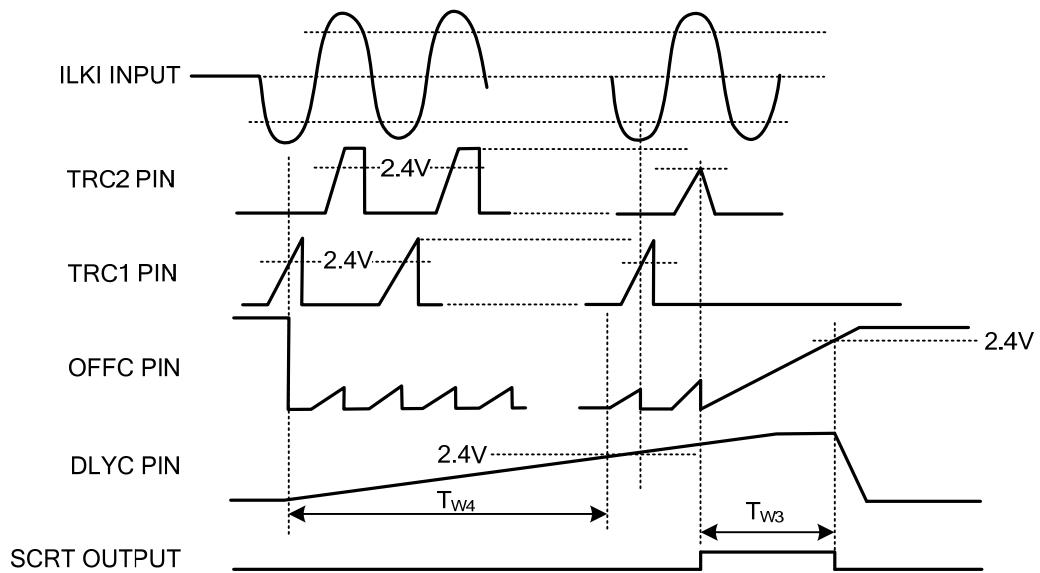 ILKI INPUT
TRC2 PIN
2.4V
TRC1 PIN
2.4V
OFFC PIN
2.4V
DLYC PIN
2.4V
TW4
TW3
SCRT OUTPUT